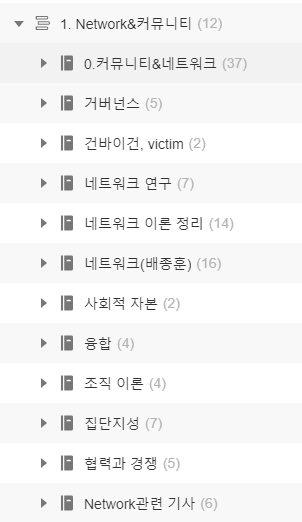 1. Network&커뮤니티 (12)
0.커뮤니티&네트워크 (37)
거버넌스 (5)
건바이건, victim (2)
네트워크 연구 (7)
네트워크 이론 정리 (14)
네트워크(배종훈) (16)
사회적 자본 (2)
융합 (4)
조직 이론 (4)
집단지성 (7)
협력과 경쟁 (5)
Network관련 기사 (6)